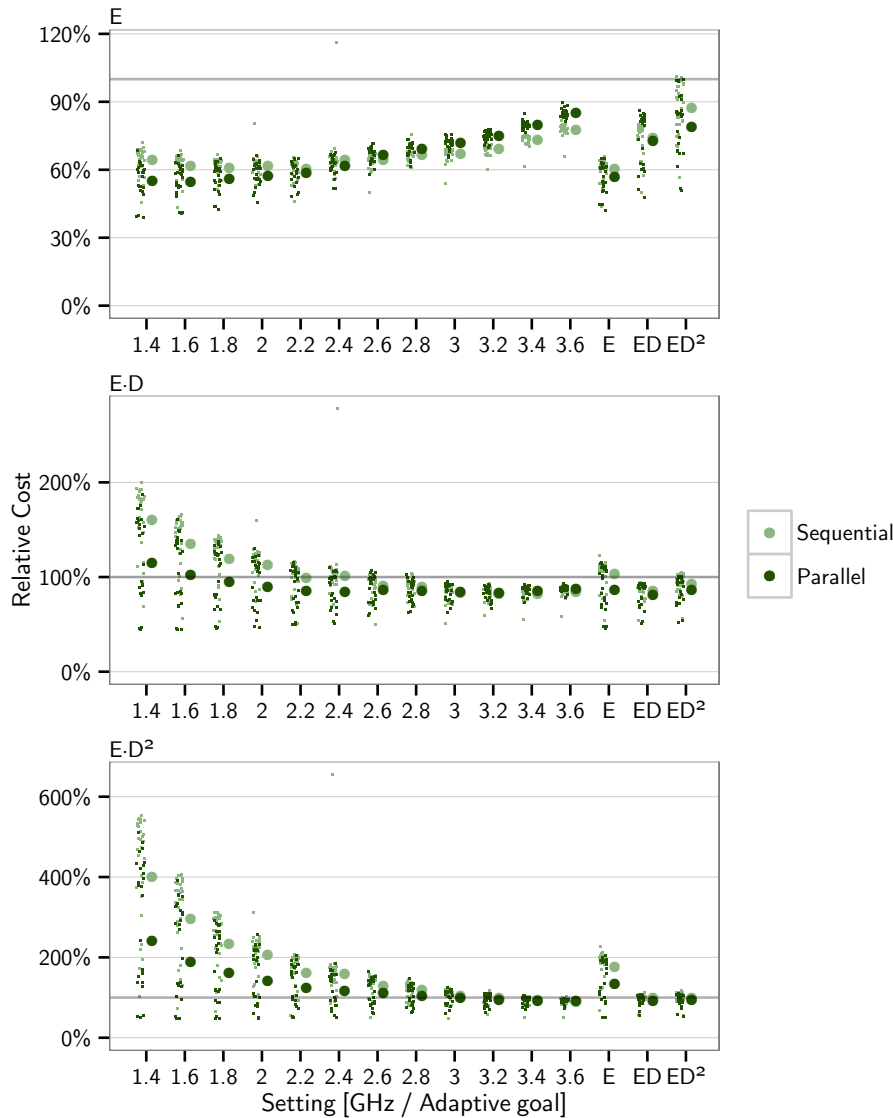 E
120%
90%
60%
30%
0%
1.4 1.6 1.8 2 2.2 2.4 2.6 2.8 3 3.2 3.4 3.6 E ED ED²
E·D
200%
100%
0%
1.4 1.6 1.8 2 2.2 2.4 2.6 2.8 3 3.2 3.4 3.6 E ED ED²
E·D²
600%
400%
200%
0%
1.4 1.6 1.8 2 2.2 2.4 2.6 2.8 3 3.2 3.4 3.6 E ED ED²
Setting [GHz / Adaptive goal]
Relative Cost
Sequential
Parallel